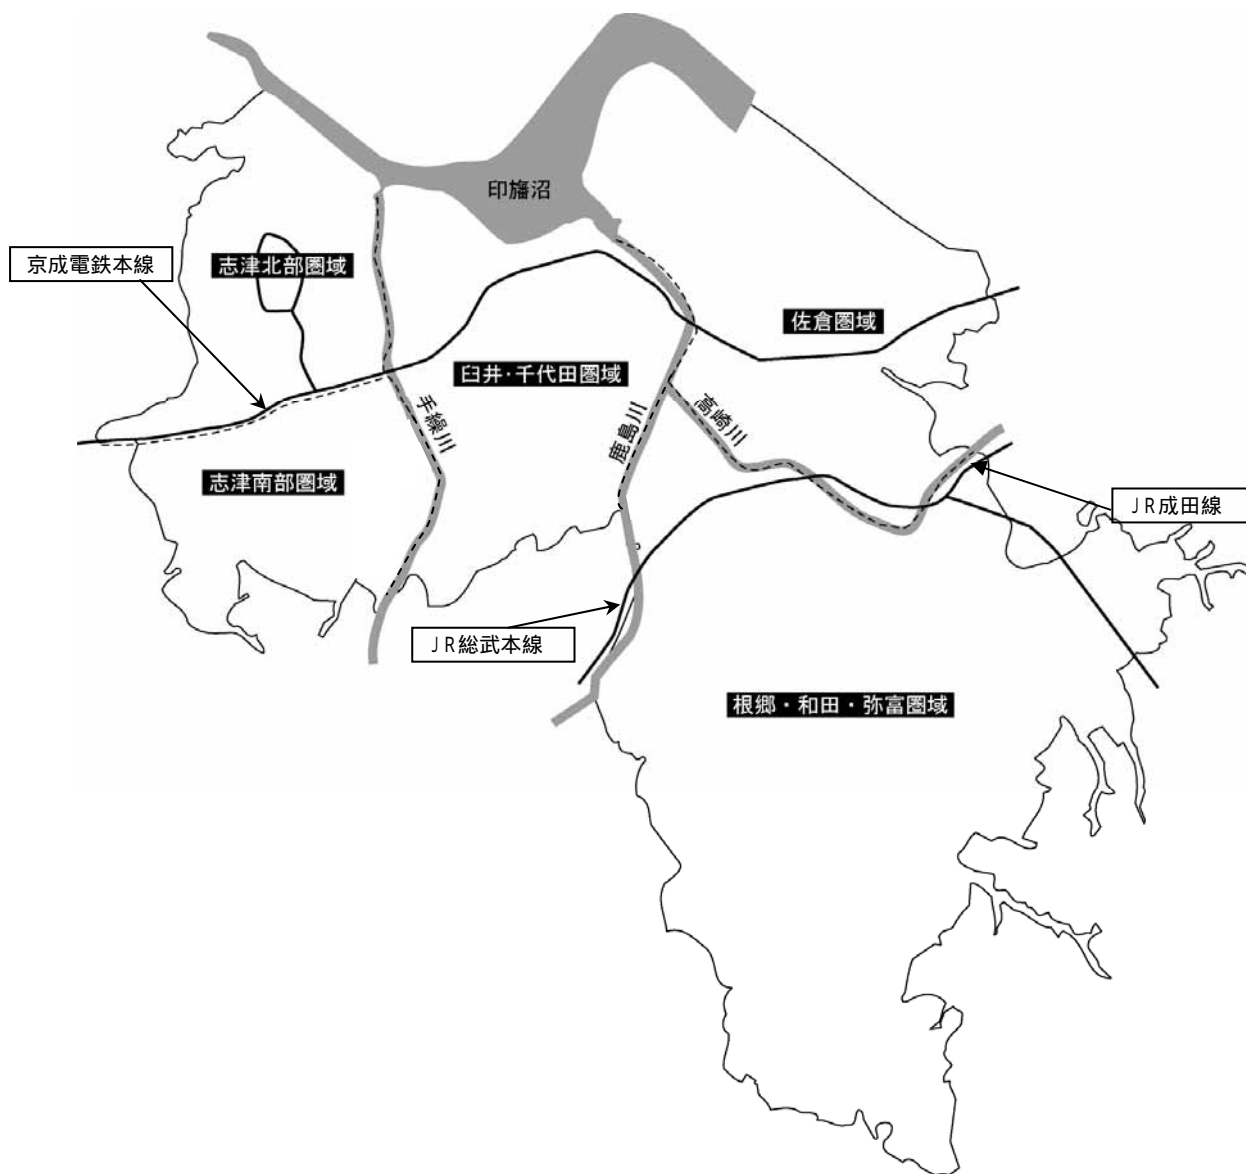 印旛沼
京成電鉄本線
志津北部圏域
佐倉圏域
臼井・千代田圏域
手繰川
鹿島川
高崎川
志津南部圏域
JR成田線
JR総武本線
根郷・和田・弥富圏域